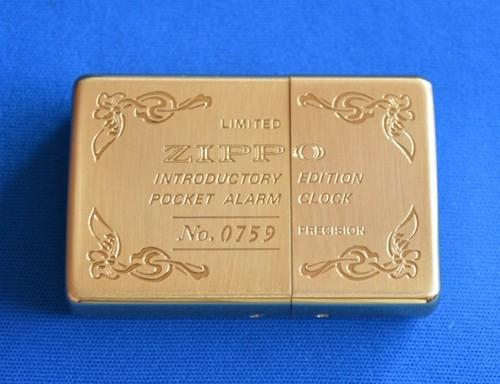 LIMITED
ZIPPO
INTRODUCTORY EDITION
POCKET ALARM CLOCK
No. 0759 PRECISION